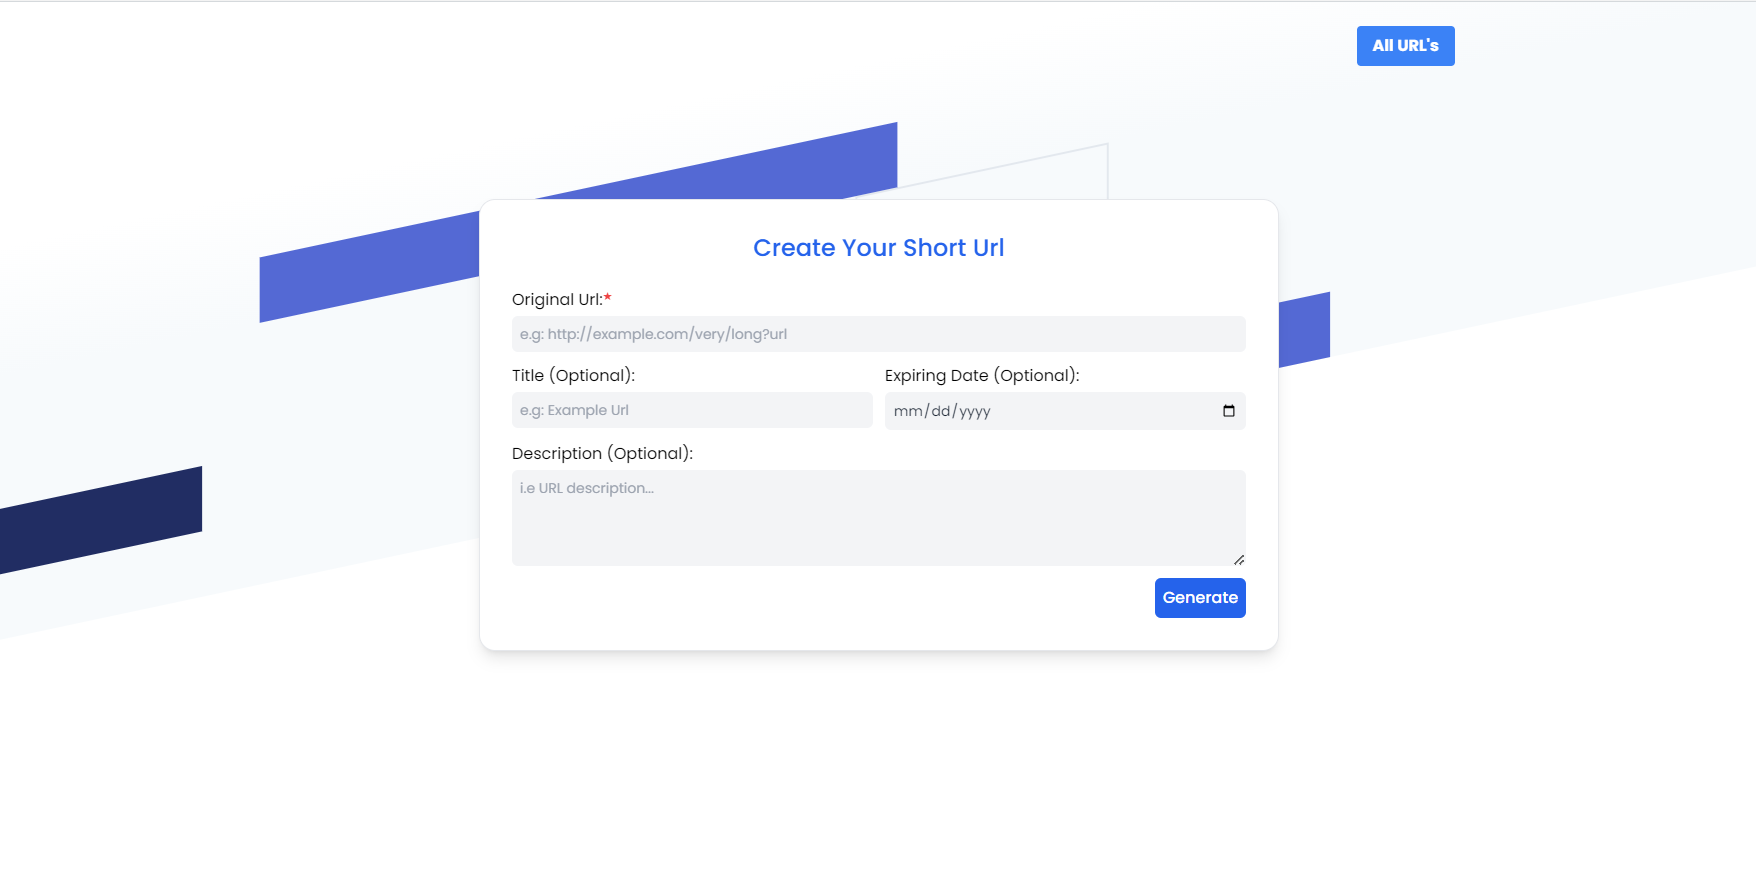 All URL's
Create Your Short Url
Original Url:*
e.g: http://example.com/very/long?url
Title (Optional):
Expiring Date (Optional):
e.g: Example Url
mm/dd/yyyy
Description (Optional):
i.e URL description...
Generate